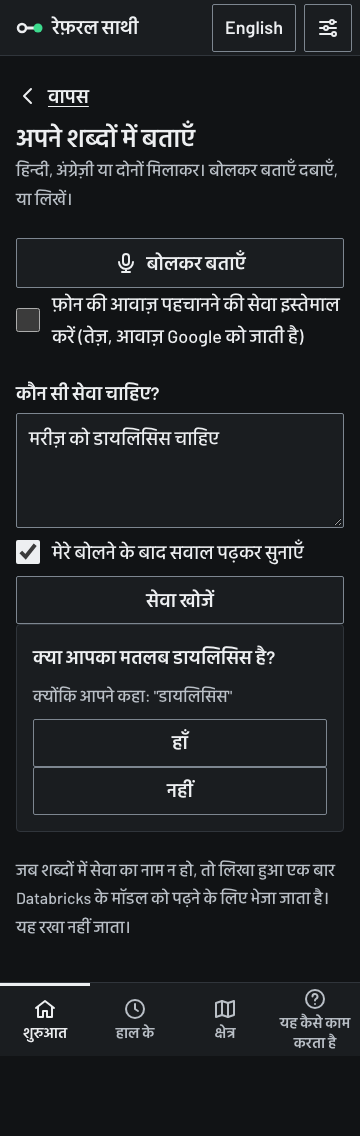 रेफ़रल साथी
English
वापस
अपने शब्दों में बताएँ
हिन्दी, अंग्रेज़ी या दोनों मिलाकर। बोलकर बताएँ दबाएँ,
या लिखें।
बोलकर बताएँ
फ़ोन की आवाज़ पहचानने की सेवा इस्तेमाल
करें (तेज़, आवाज़ Google को जाती है)
कौन सी सेवा चाहिए?
मरीज़ को डायलिसिस चाहिए
मेरे बोलने के बाद सवाल पढ़कर सुनाएँ
सेवा खोजें
क्या आपका मतलब डायलिसिस है?
क्योंकि आपने कहा: "डायलिसिस"
हाँ
नहीं
जब शब्दों में सेवा का नाम न हो, तो लिखा हुआ एक बार
Databricks के मॉडल को पढ़ने के लिए भेजा जाता है।
यह रखा नहीं जाता।
शुरुआत
हाल के
क्षेत्र
यह कैसे काम
करता है